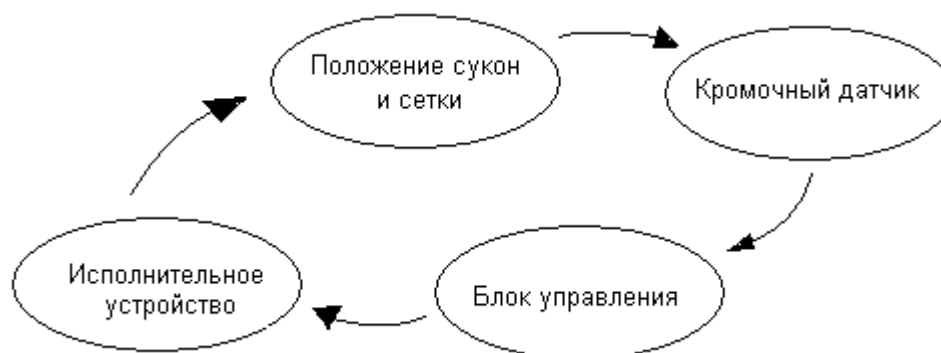 Положение сукон
и сетки
Кромочный датчик
Блок управления
Исполнительное
устройство